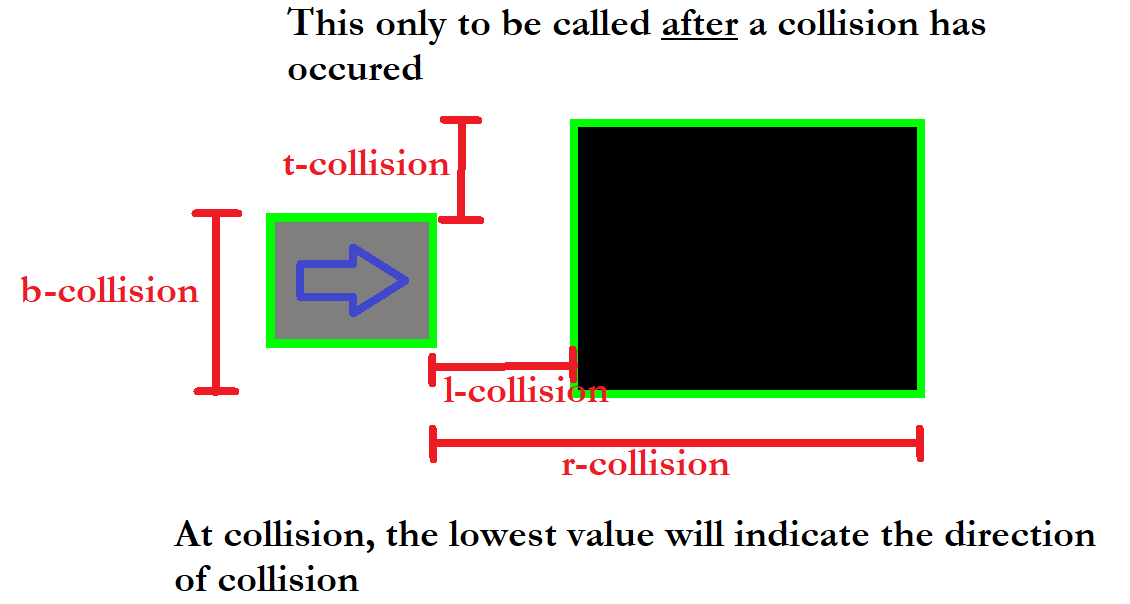 This only to be called after a collision has
occured
t-collision
b-collision
l-collision
r-collision
At collision, the lowest value will indicate the direction
of collision